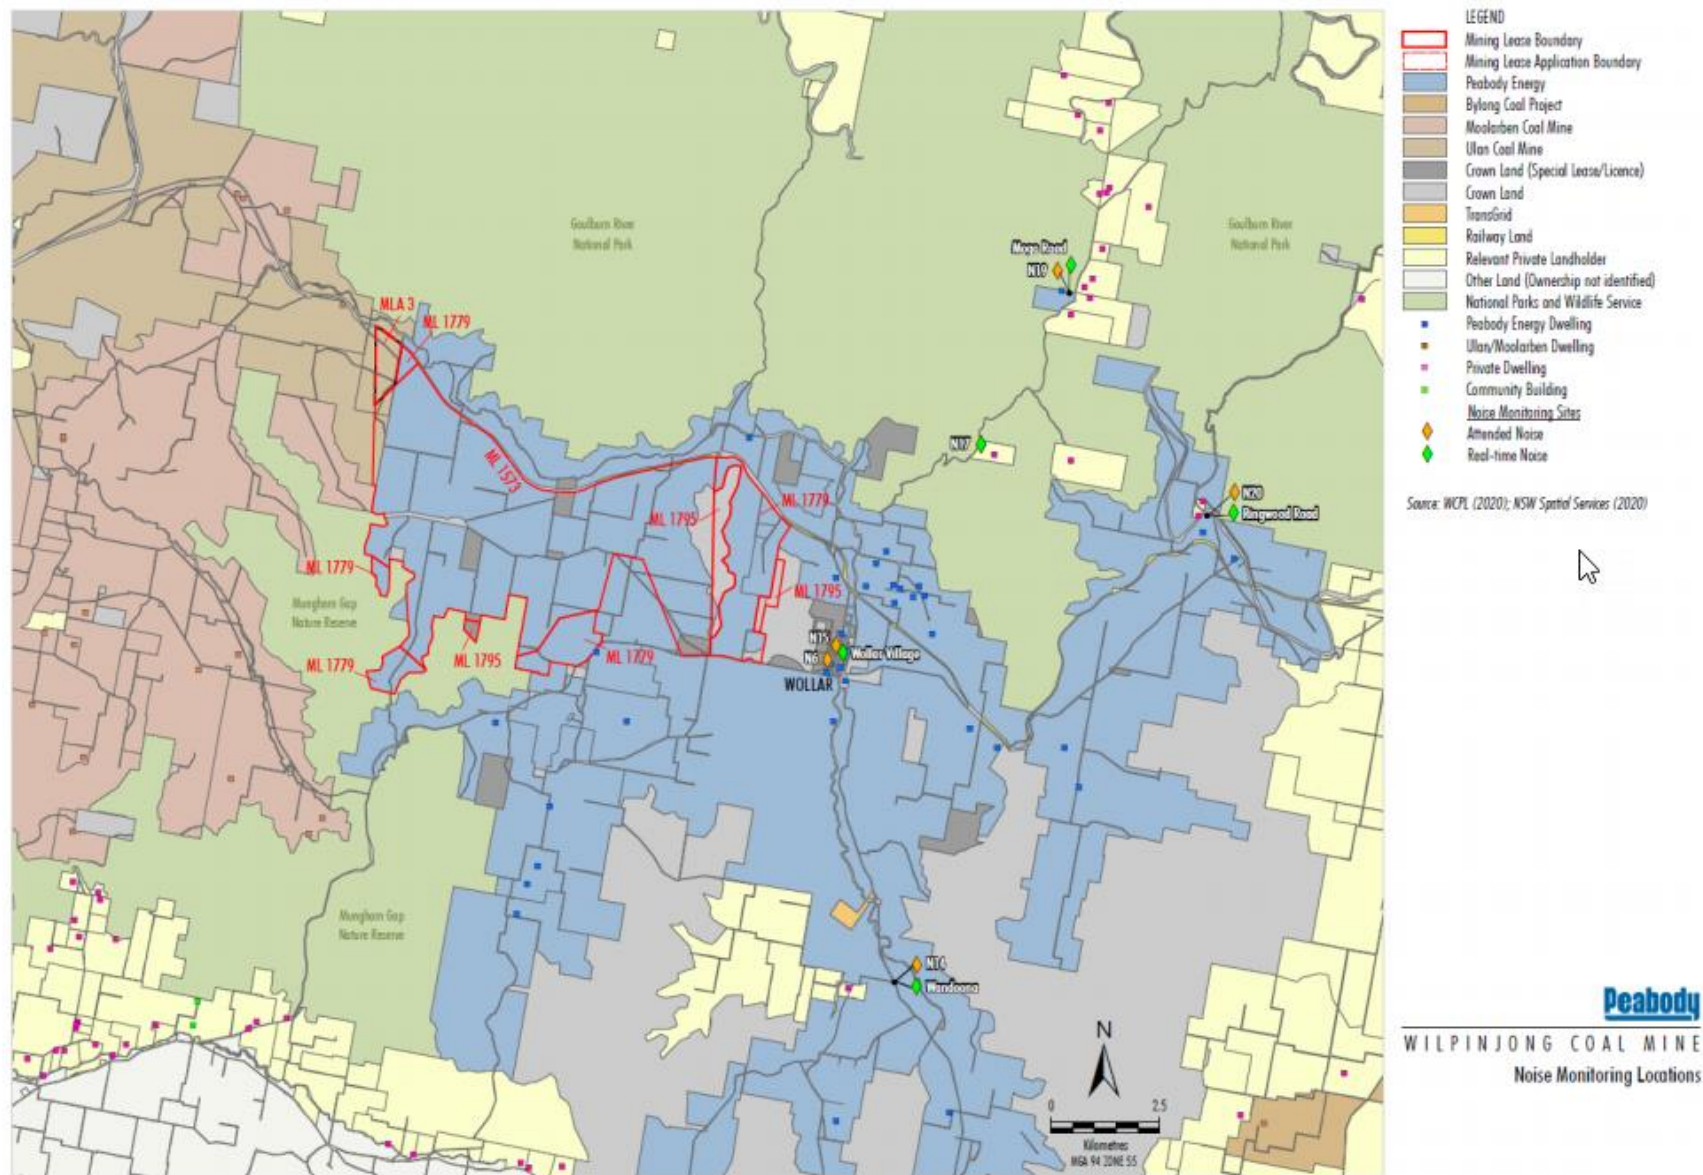 Goulburn River
National Park
Goulburn River
National Park
Mogo Road
N19
MLA 3
ML 1779
N17
ML 1573
N20
Ringwood Road
ML 1795
ML 1779
ML 1779
ML 1795
Munghorn Gap
Nature Reserve
N15
N6
Wollar Village
ML 1779
ML 1795
ML 1779
WOLLAR
Munghorn Gap
Nature Reserve
N14
Wandoona
N
0 2.5
Kilometres
MGA 94 ZONE 55
LEGEND
Mining Lease Boundary
Mining Lease Application Boundary
Peabody Energy
Bylong Coal Project
Moolarben Coal Mine
Ulan Coal Mine
Crown Land (Special Lease/Licence)
Crown Land
TransGrid
Railway Land
Relevant Private Landholder
Other Land (Ownership not identified)
National Parks and Wildlife Service
Peabody Energy Dwelling
Ulan/Moolarben Dwelling
Private Dwelling
Community Building
Noise Monitoring Sites
Attended Noise
Real-time Noise
Source: WCPL (2020); NSW Spatial Services (2020)
Peabody
WILPINJONG COAL MINE
Noise Monitoring Locations